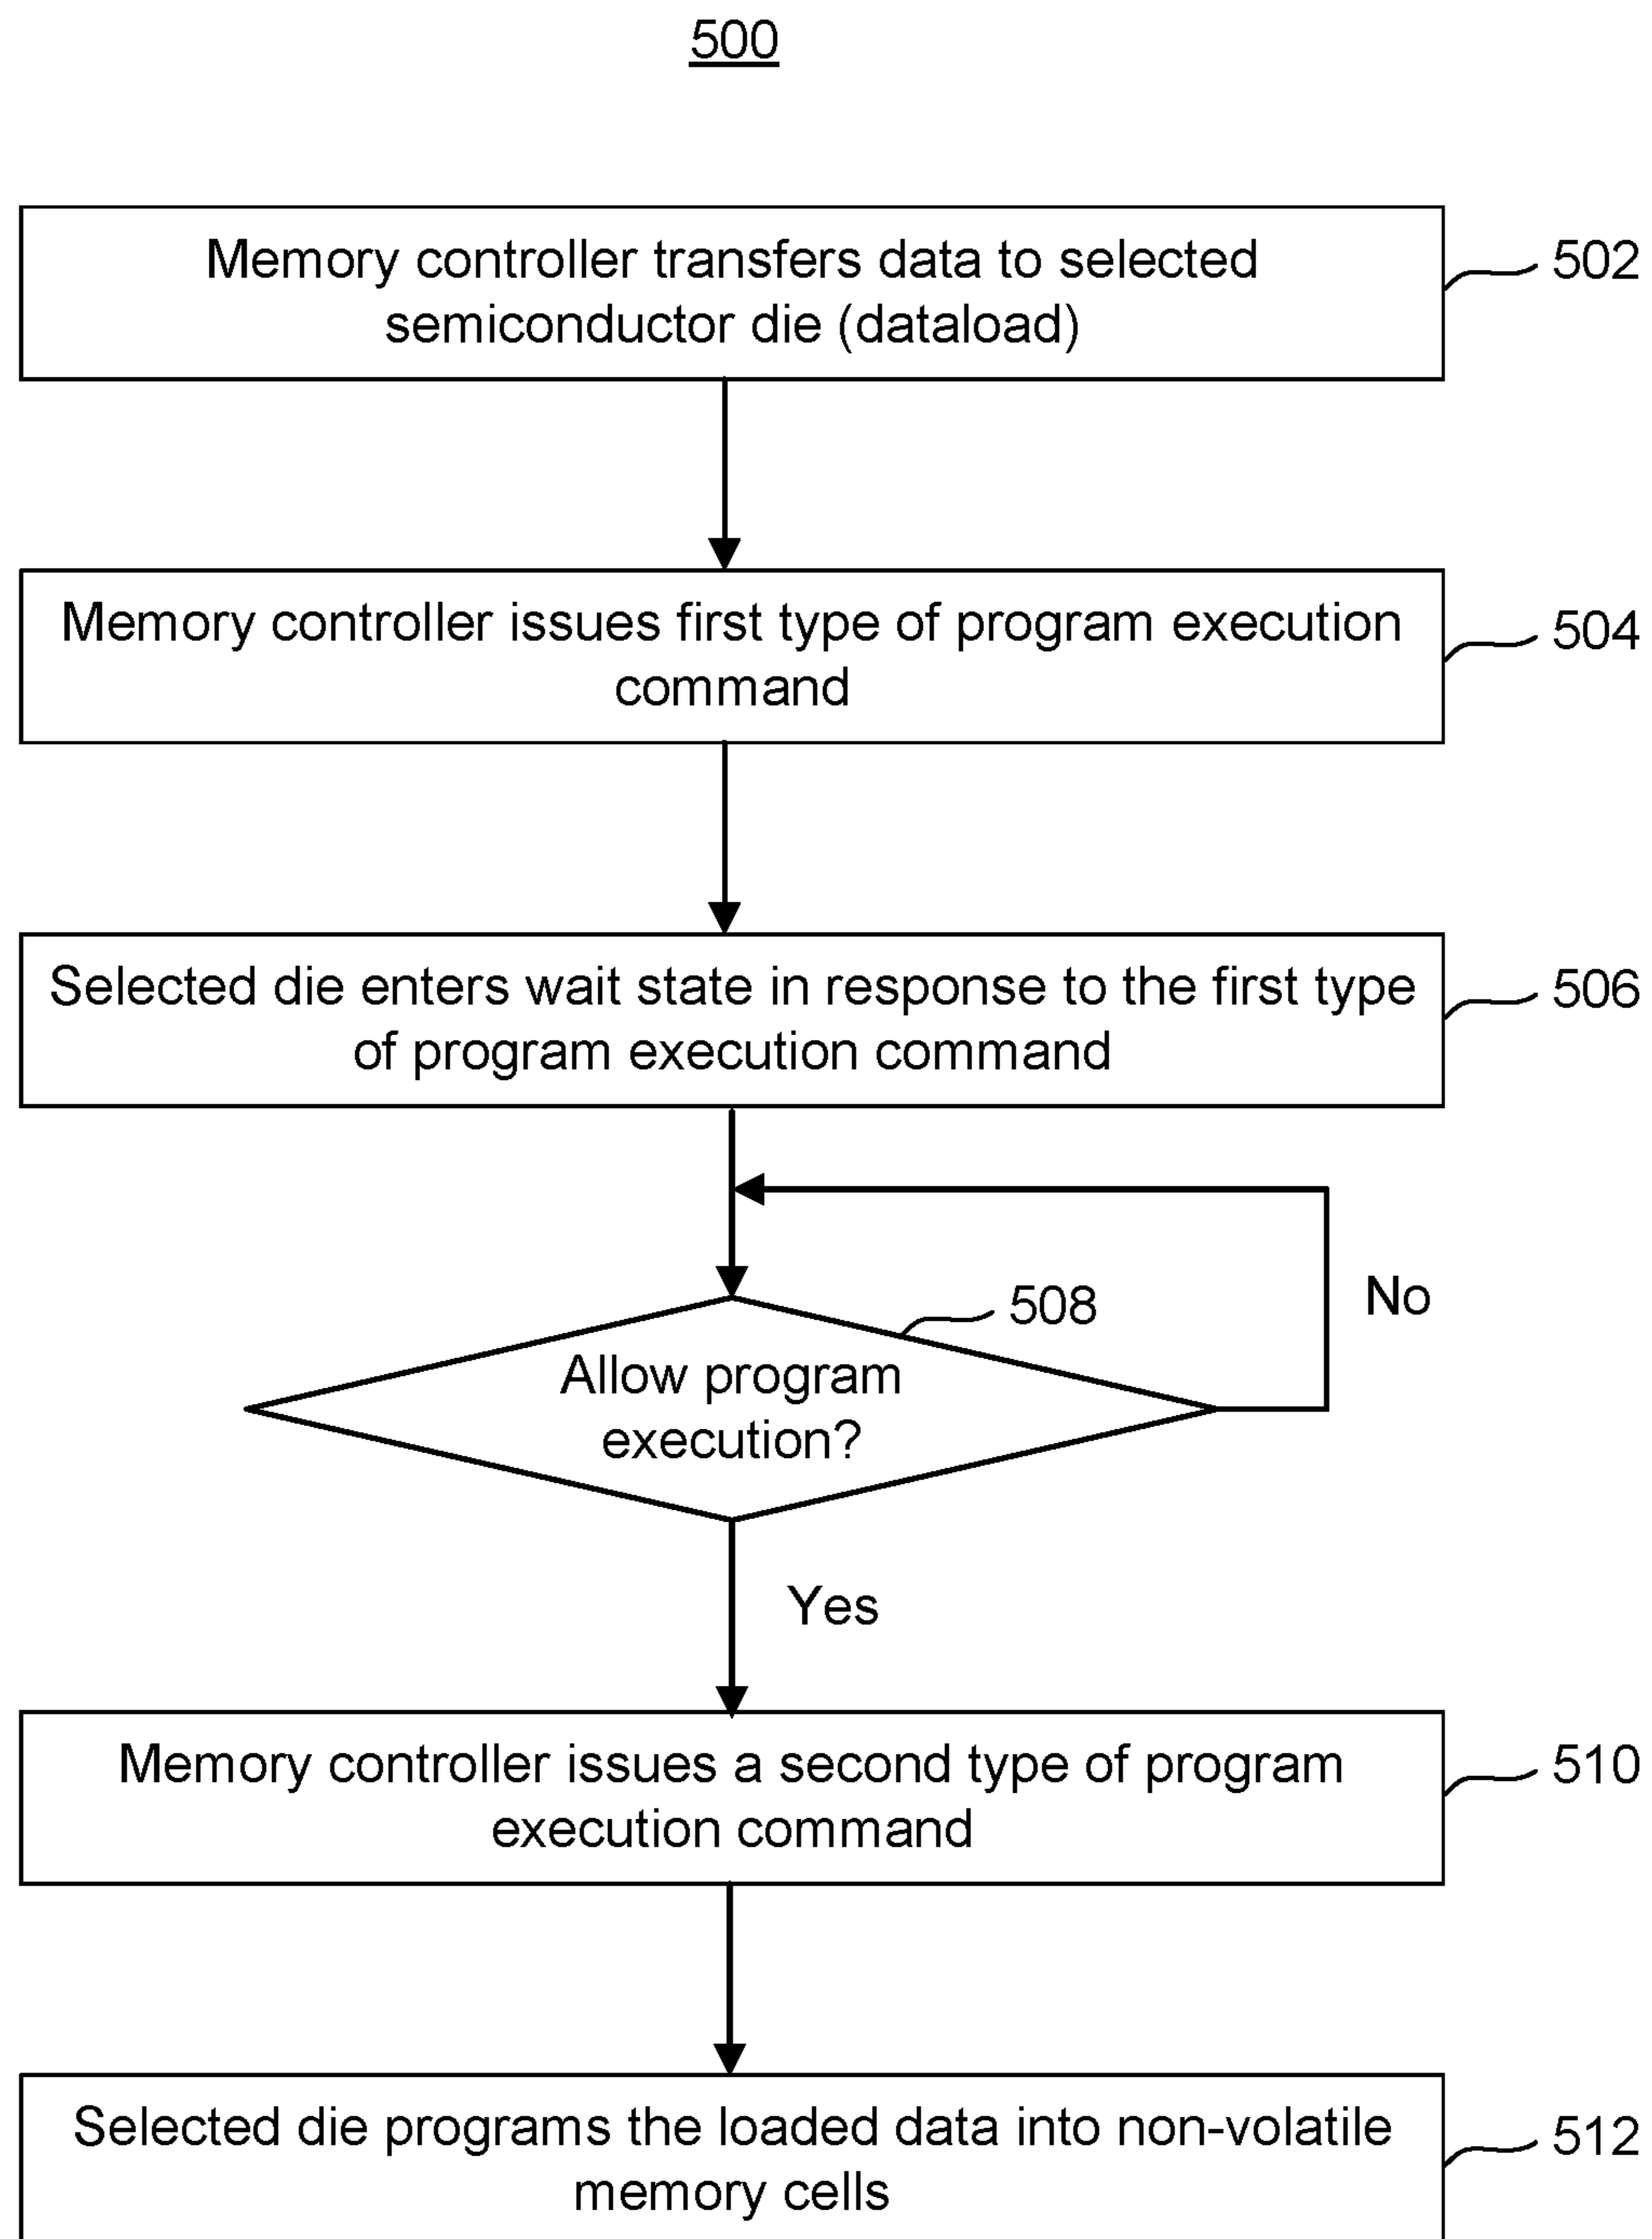 500
Memory controller transfers data to selected
semiconductor die (dataload)
502
Memory controller issues first type of program execution
command
504
Selected die enters wait state in response to the first type
of program execution command
506
508
No
Allow program
execution?
Yes
Memory controller issues a second type of program
execution command
510
Selected die programs the loaded data into non-volatile
memory cells
512